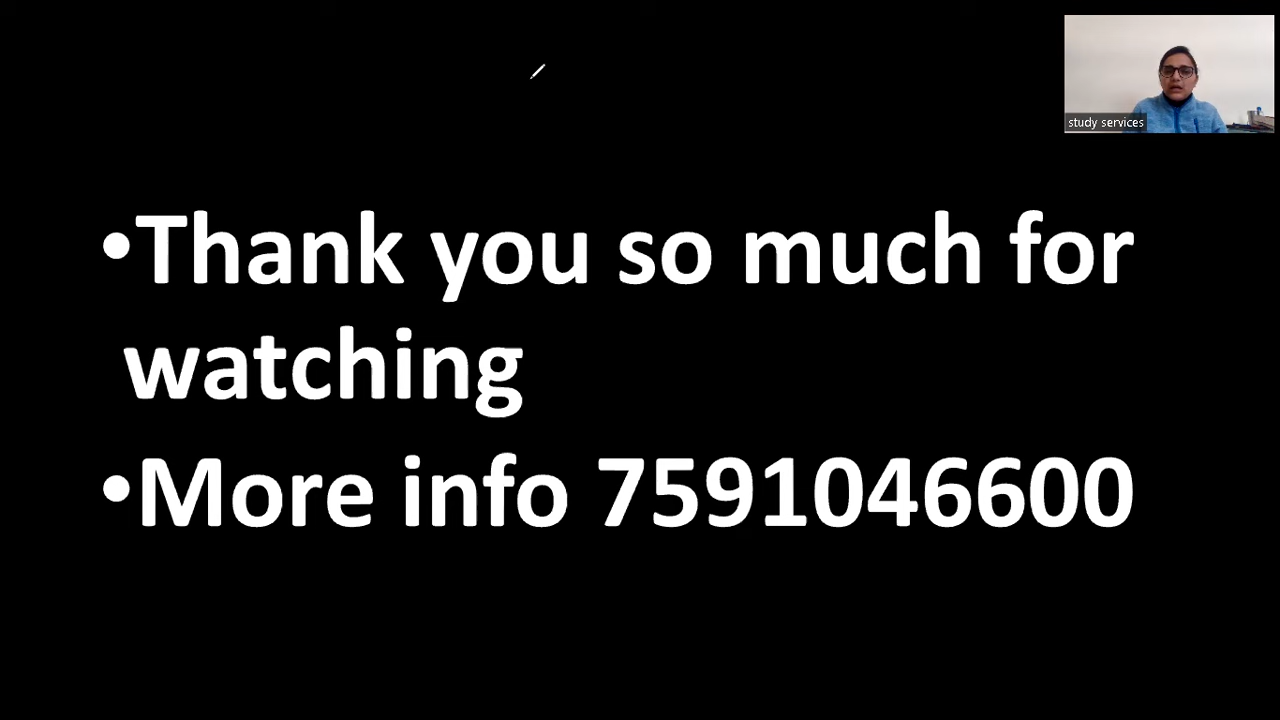 study services
•Thank you so much for
watching
•More info 7591046600